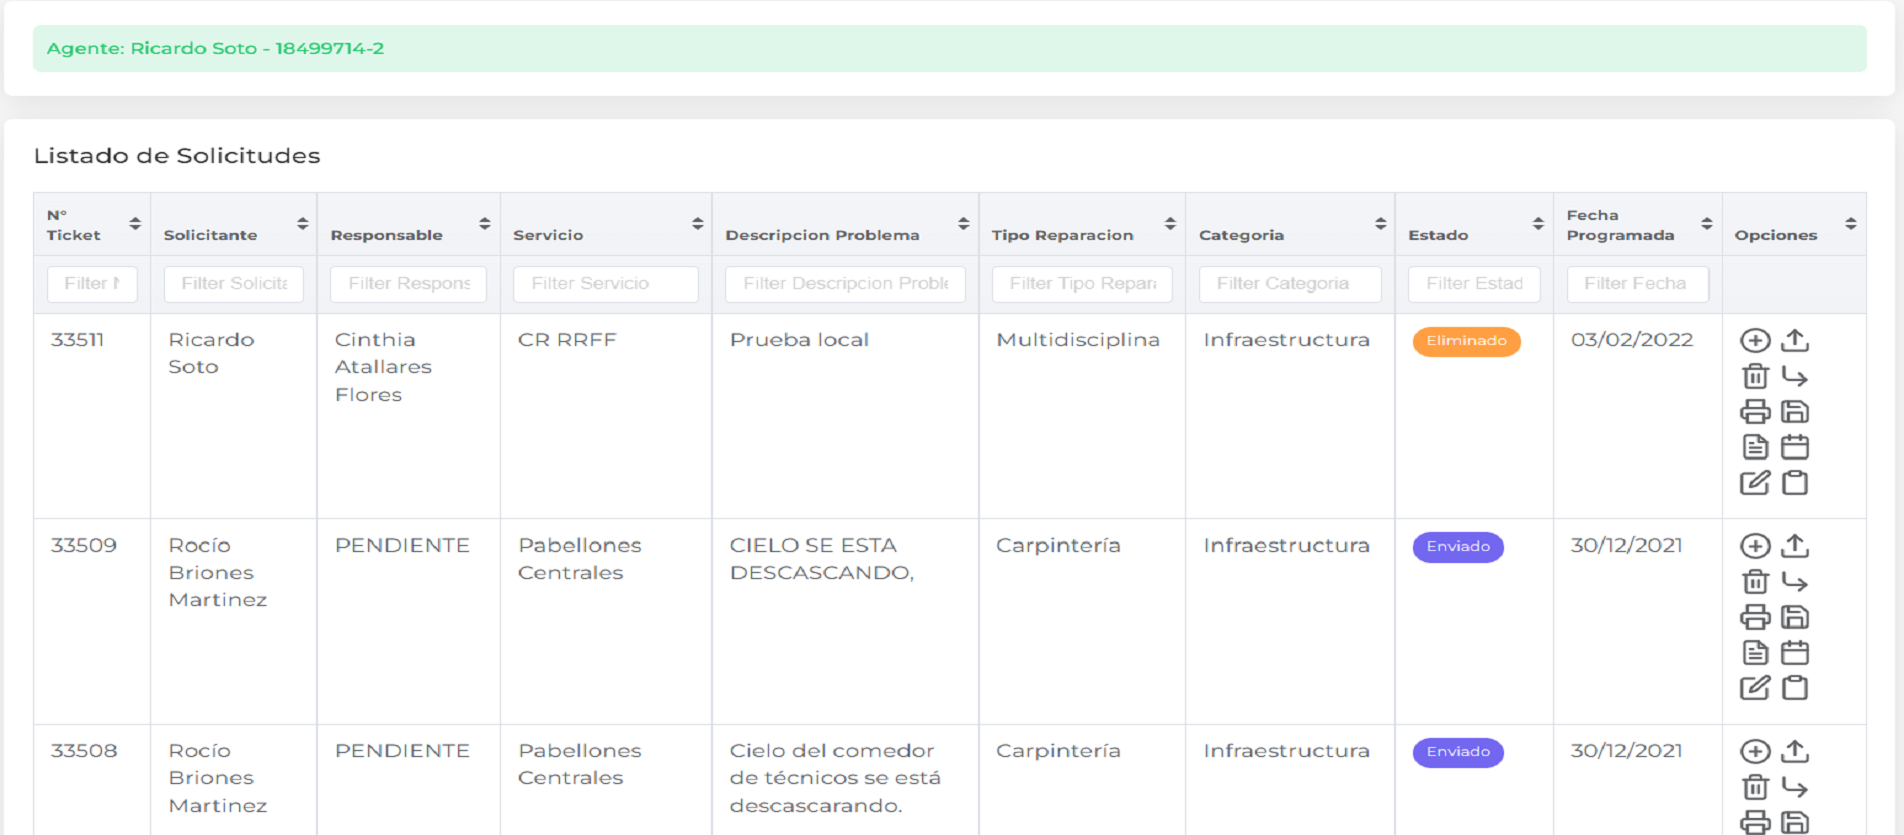 Agente: Ricardo Soto - 18499714-2
Listado de Solicitudes
N° Ticket Solicitante Responsable Servicio Descripcion Problema Tipo Reparacion Categoria Estado Fecha Programada Opciones
Filter Filter Solicita Filter Respons Filter Servicio Filter Descripcion Proble Filter Tipo Repara Filter Categoria Filter Estad Filter Fecha
33511 Ricardo Cinthia CR RRFF Prueba local Multidisciplina Infraestructura Eliminado 03/02/2022
Soto Atallares
Flores
33509 Rocío PENDIENTE Pabellones CIELO SE ESTA Carpintería Infraestructura Enviado 30/12/2021
Briones Centrales DESCASCANDO,
Martinez
33508 Rocío PENDIENTE Pabellones Cielo del comedor Carpintería Infraestructura Enviado 30/12/2021
Briones Centrales de técnicos se está
Martinez descascarando.